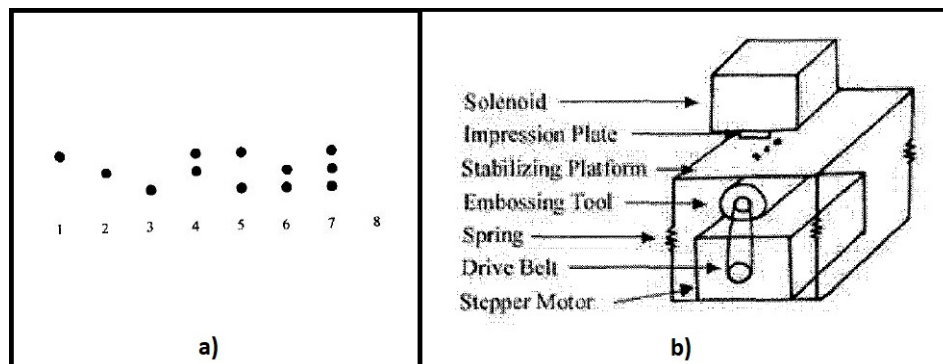 1 2 3 4 5 6 7 8
a)
Solenoid
Impression Plate
Stabilizing Platform
Embossing Tool
Spring
Drive Belt
Stepper Motor
b)